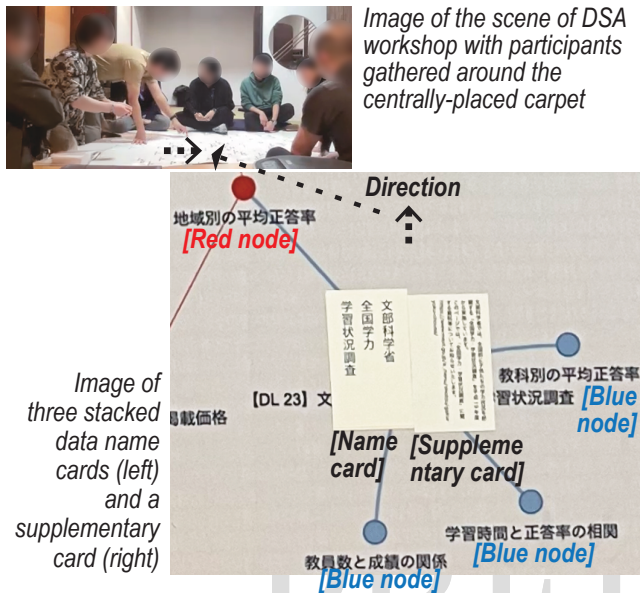 Image of the scene of DSA
workshop with participants
gathered around the
centrally-placed carpet
Direction
地域別の平均正答率
[Red node]
文部科学省
全国学力
学習状況調査
教科別の平均正答率
[Blue
node]
【DL 23】文
習状況調査
掲載価格
[Name
card]
[Suppleme
ntary card]
Image of
three stacked
data name
cards (left)
and a
supplementary
card (right)
学習時間と正答率の相関
[Blue node]
教員数と成績の関係
[Blue node]